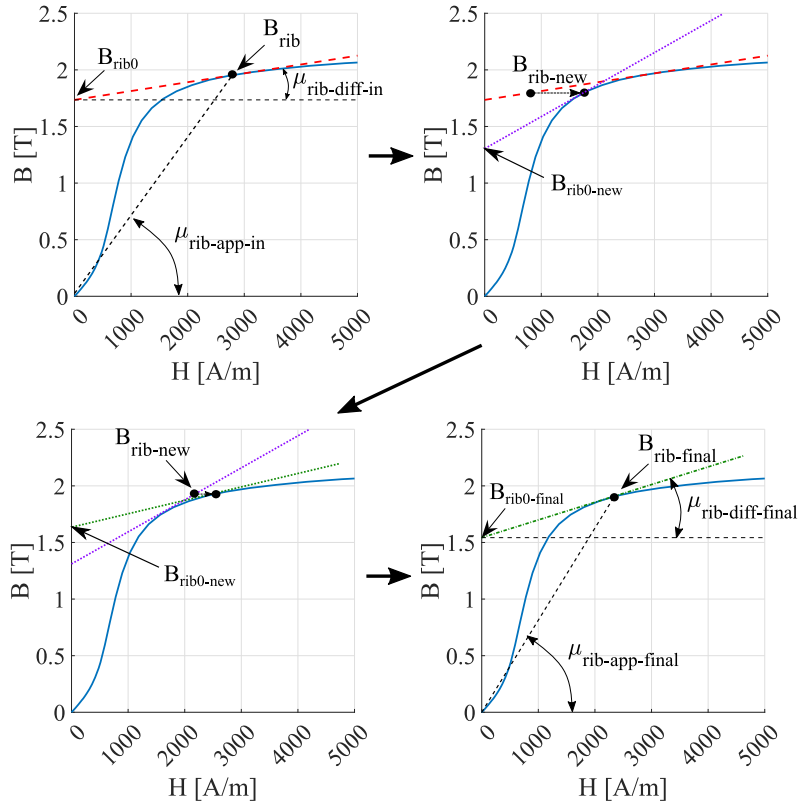 2.5
2
1.5
1
0.5
0
B [T]
B_rib0
B_rib
μ_rib-diff-in
μ_rib-app-in
0 1000 2000 3000 4000 5000
H [A/m]
2.5
2
1.5
1
0.5
0
B [T]
B_rib-new
B_rib0-new
μ
0 1000 2000 3000 4000 5000
H [A/m]
2.5
2
1.5
1
0.5
0
B [T]
B_rib-new
B_rib0-new
0 1000 2000 3000 4000 5000
H [A/m]
2.5
2
1.5
1
0.5
0
B [T]
B_rib-final
B_rib0-final
μ_rib-diff-final
μ_rib-app-final
0 1000 2000 3000 4000 5000
H [A/m]